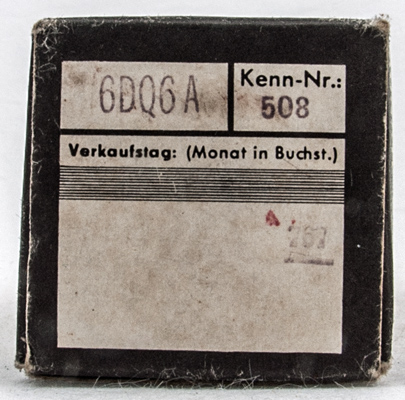 6DQ6A
Kenn-Nr.:
508
Verkaufstag: (Monat in Buchst.)